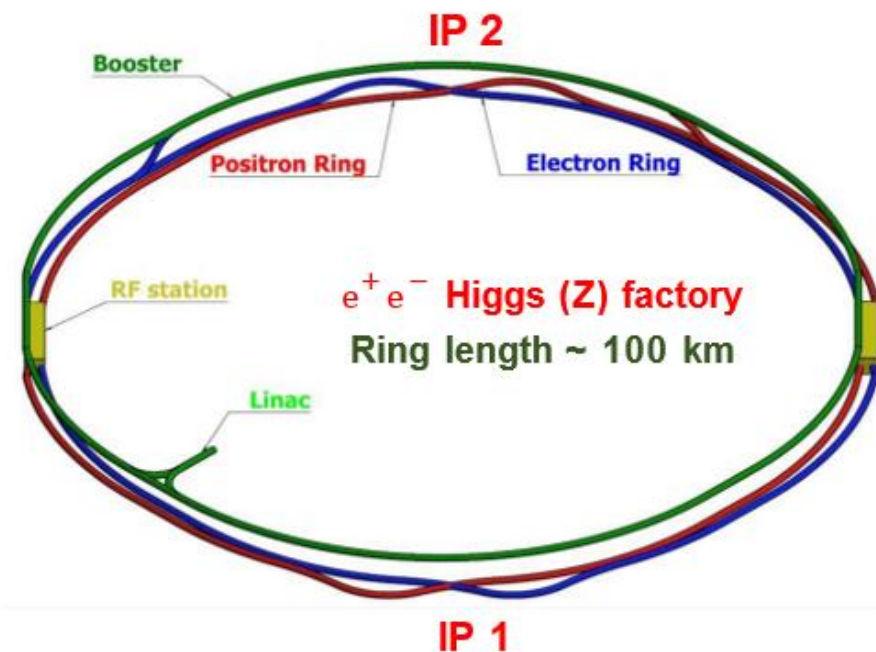 IP 2
Booster
Positron Ring
Electron Ring
RF station
e⁺ e⁻ Higgs (Z) factory
Ring length ~ 100 km
Linac
IP 1